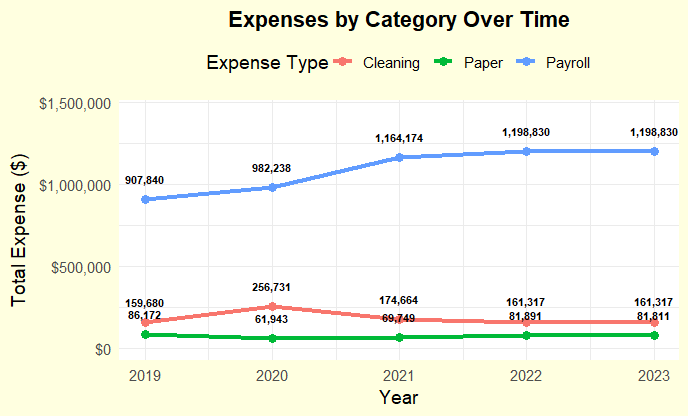 Expenses by Category Over Time
Expense Type Cleaning Paper Payroll
$1,500,000
1,198,830 1,198,830
1,164,174
982,238
907,840
$1,000,000
Total Expense ($)
$500,000
256,731
159,680 174,664 161,317 161,317
86,172 61,943 69,749 81,891 81,811
$0
2019 2020 2021 2022 2023
Year